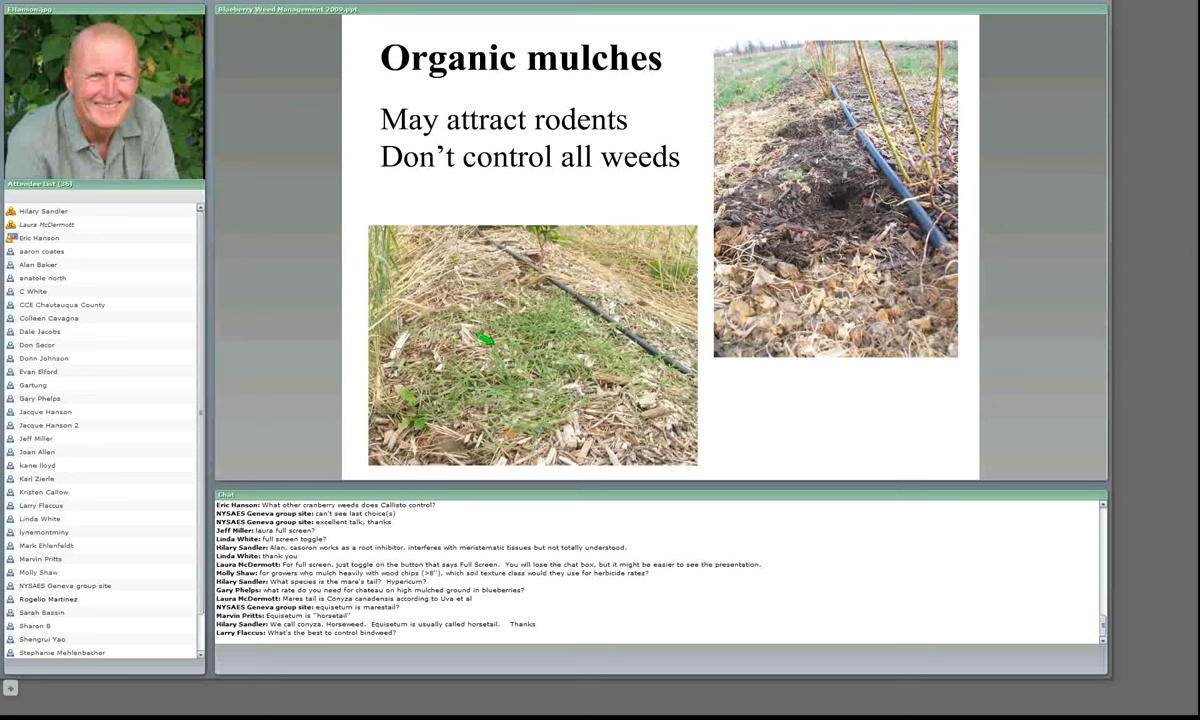 EHanson.jpg
Blueberry Weed Management 2009.ppt
Organic mulches
May attract rodents
Don't control all weeds
Attendee List (36)
Hilary Sandler
Laura McDermott
Eric Hanson
aaron coates
Alan Baker
anatole north
C White
CCE Chautauqua County
Colleen Cavagna
Dale Jacobs
Don Secor
Donn Johnson
Evan Elford
Gartung
Gary Phelps
Jacque Hanson
Jacque Hanson 2
Jeff Miller
Joan Allen
kane lloyd
Karl Zierle
Kristen Callow
Larry Flaccus
Linda White
lynemontminy
Mark Ehlenfeldt
Marvin Pritts
Molly Shaw
NYSAES Geneva group site
Rogelio Martinez
Sarah Bassin
Sharon B
Shengrui Yao
Stephanie Mehlenbacher
Chat
Eric Hanson: What other cranberry weeds does Callisto control?
NYSAES Geneva group site: can't see last choice(s)
NYSAES Geneva group site: excellent talk, thanks
Jeff Miller: laura full screen?
Linda White: full screen toggle?
Hilary Sandler: Alan, casoron works as a root inhibitor, interferes with meristematic tissues but not totally understood.
Linda White: thank you
Laura McDermott: For full screen, just toggle on the button that says Full Screen. You will lose the chat box, but it might be easier to see the presentation.
Molly Shaw: for growers who mulch heavily with wood chips (>8"), which soil texture class would they use for herbicide rates?
Hilary Sandler: What species is the mare's tail? Hypericum?
Gary Phelps: what rate do you need for chateau on high mulched ground in blueberries?
Laura McDermott: Mares tail is Conyza canadensis according to Uva et al
NYSAES Geneva group site: equisetum is marestail?
Marvin Pritts: Equisetum is "horsetail"
Hilary Sandler: We call conyza, Horseweed. Equisetum is usually called horsetail. Thanks
Larry Flaccus: What's the best to control bindweed?